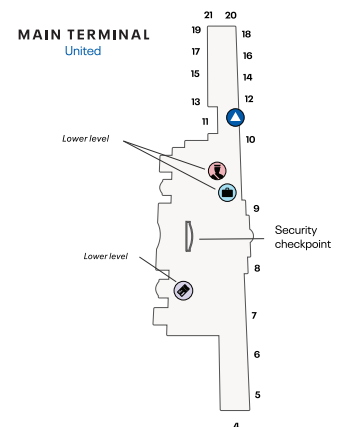 21 20
19 18
MAIN TERMINAL
United
17 16
15 14
13 12
11 10
Lower level
9
Security
checkpoint
Lower level
8
7
6
5
4